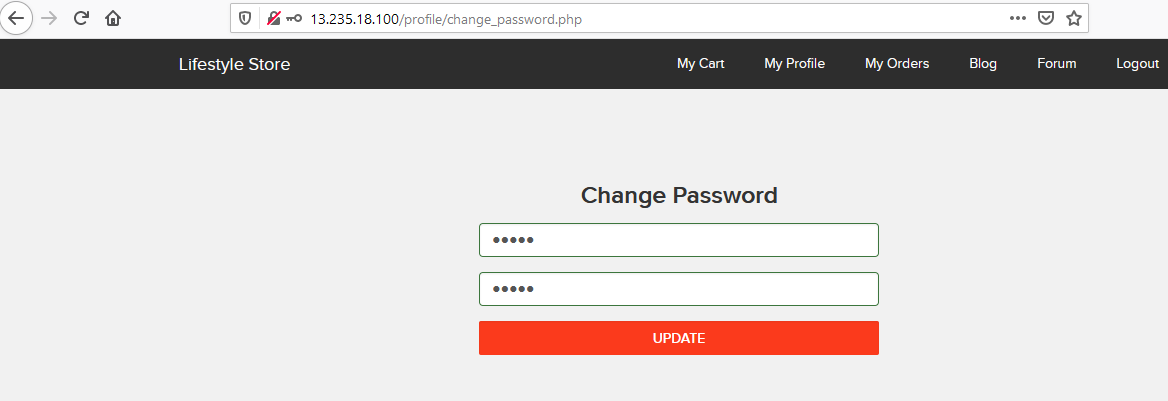 13.235.18.100/profile/change_password.php
Lifestyle Store My Cart My Profile My Orders Blog Forum Logout
Change Password
•••••
•••••
UPDATE